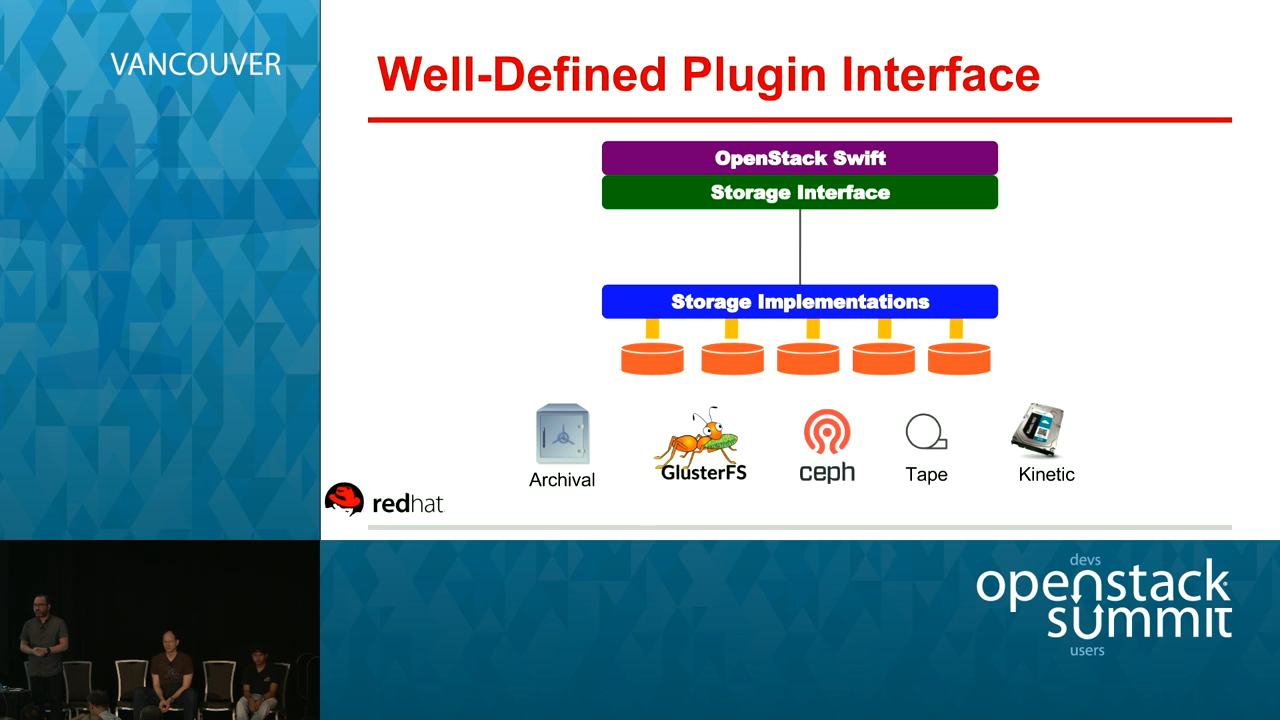 VANCOUVER
Well-Defined Plugin Interface
OpenStack Swift
Storage Interface
Storage Implementations
Archival
GlusterFS
ceph
Tape
Kinetic
redhat
devs
openstack
summit
users